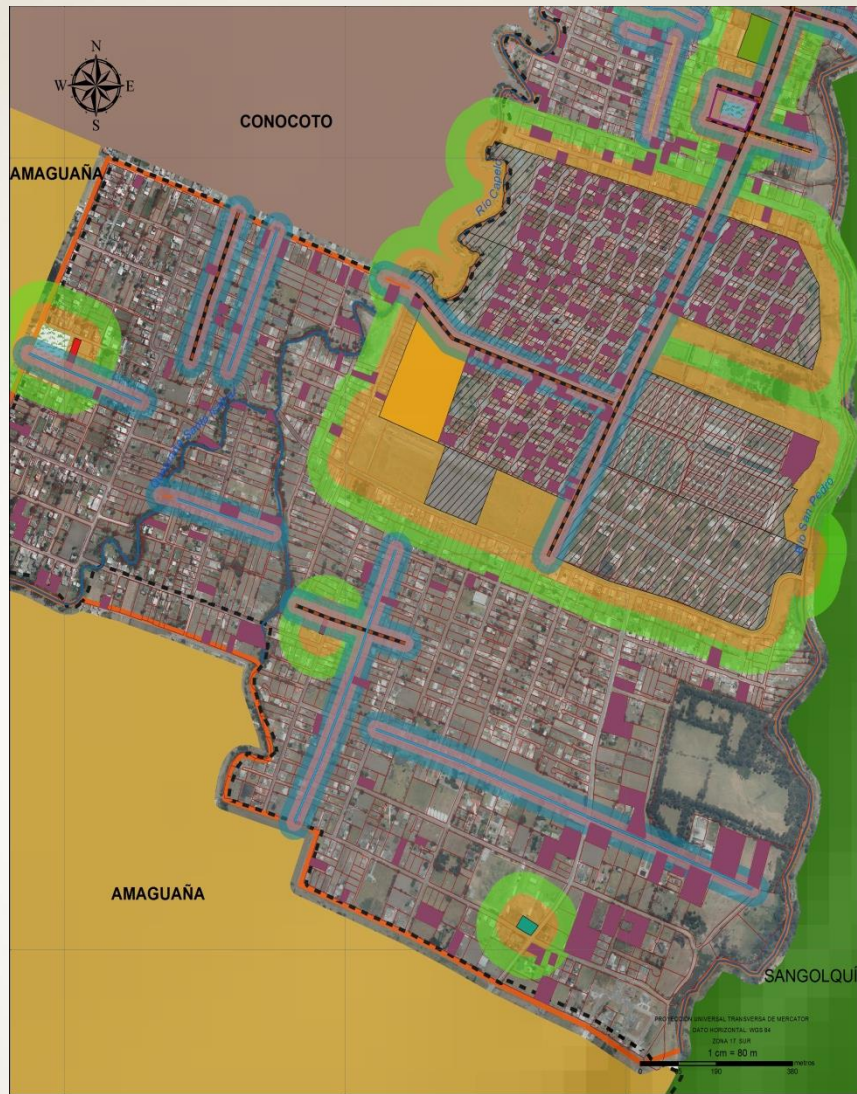 N
W E
S
CONOCOTO
AMAGUAÑA
Río Capelo
Río San Pedro
AMAGUAÑA
SANGOLQUÍ
PROYECCIÓN UNIVERSAL TRANSVERSA DE MERCATOR
DATO HORIZONTAL: WGS 84
ZONA 17 SUR
1 cm = 80 m
metros
0 190 380